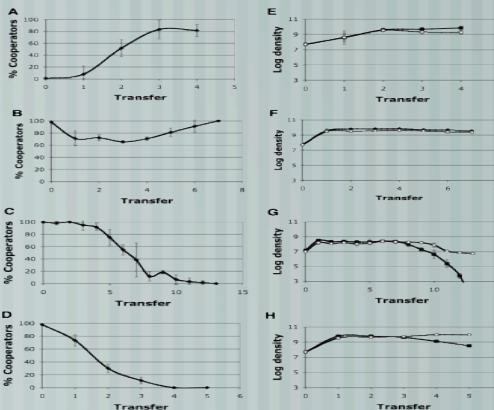 A
% Cooperators
100
80
60
40
20
0
0 1 2 3 4 5
Transfer
B
% Cooperators
100
80
60
40
20
0
0 2 4 6 8
Transfer
C
% Cooperators
100
80
60
40
20
0
0 5 10 15
Transfer
D
% Cooperators
100
80
60
40
20
0
0 1 2 3 4 5 6
Transfer
E
Log density
11
9
7
5
3
0 1 2 3 4
Transfer
F
Log density
11
9
7
5
3
0 2 4 6
Transfer
G
Log density
11
9
7
5
3
0 5 10
Transfer
H
Log density
11
9
7
5
3
0 1 2 3 4 5
Transfer